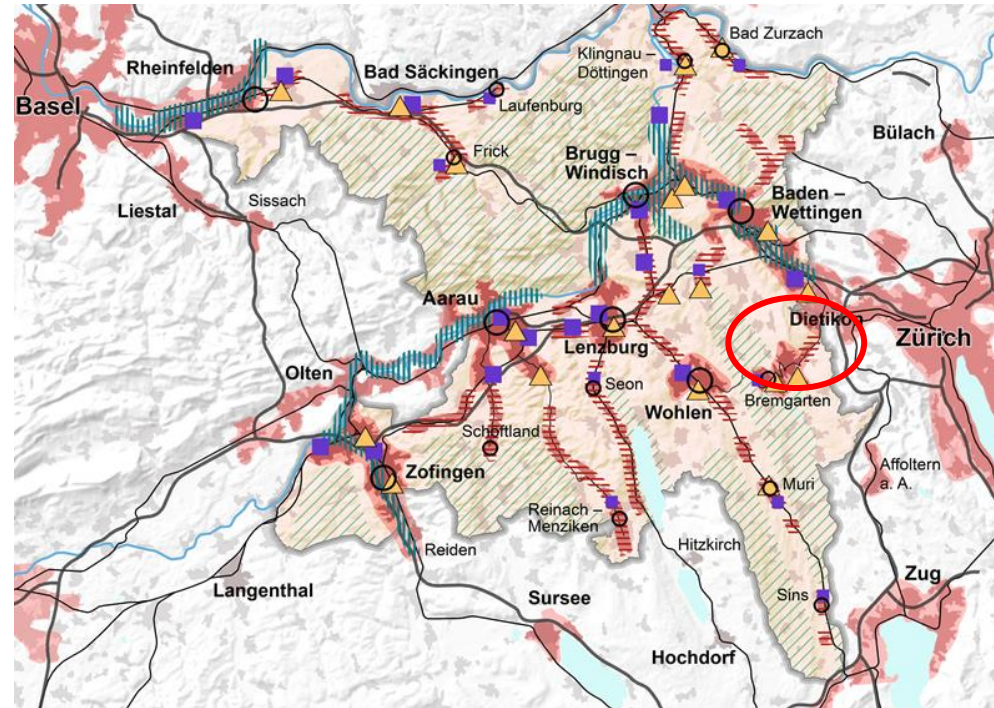 Bad Zurzach
Klingnau –
Döttingen
Rheinfelden
Bad Säckingen
Basel
Laufenburg
Bülach
Frick
Brugg –
Windisch
Baden –
Wettingen
Sissach
Liestal
Aarau
Dietikon
Zürich
Lenzburg
Olten
Seon
Wohlen
Bremgarten
Schöftland
Zofingen
Affoltern
a. A.
Muri
Reinach –
Menziken
Reiden
Hitzkirch
Langenthal
Sursee
Zug
Sins
Hochdorf